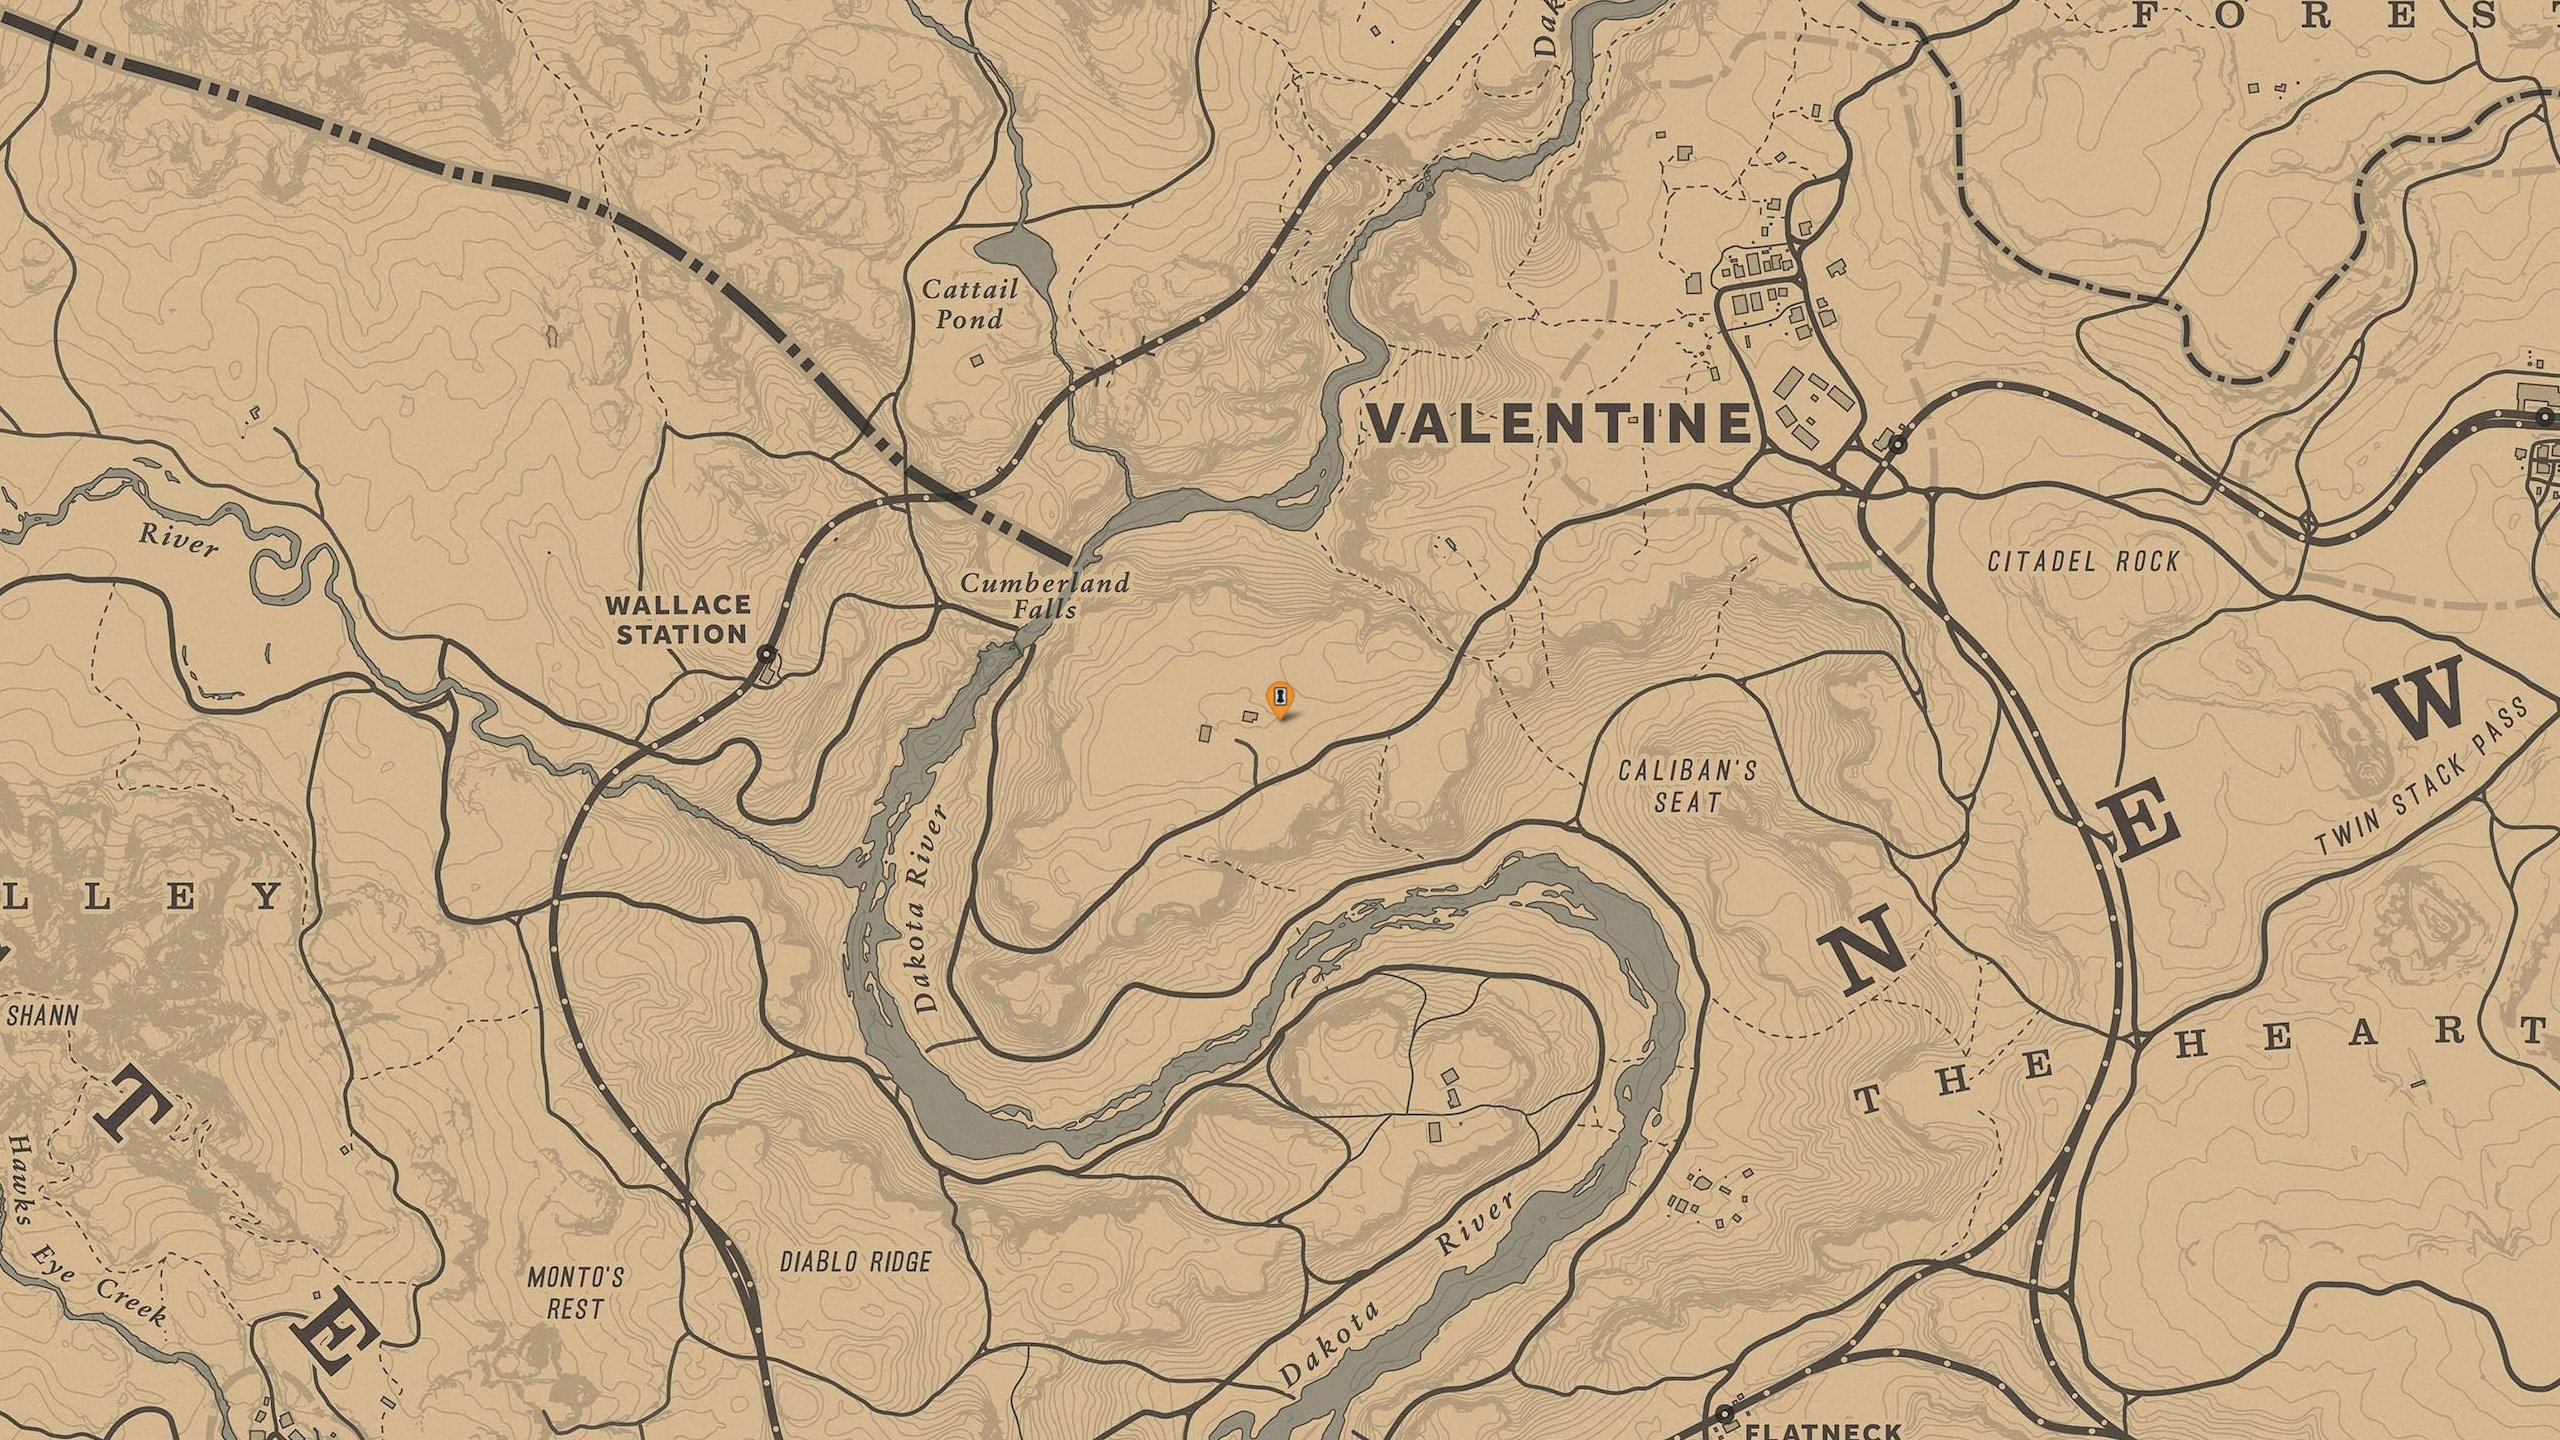 FOREST
Dak
Cattail
Pond
VALENTINE
River
CITADEL ROCK
Cumberland
Falls
WALLACE
STATION
W
TWIN STACK PASS
CALIBAN'S
SEAT
E
Dakota River
LLEY
N
SHANN
THE HEART
T
Hawks
Eye Creek
River
DIABLO RIDGE
MONTO'S
REST
E
Dakota
FLATNECK